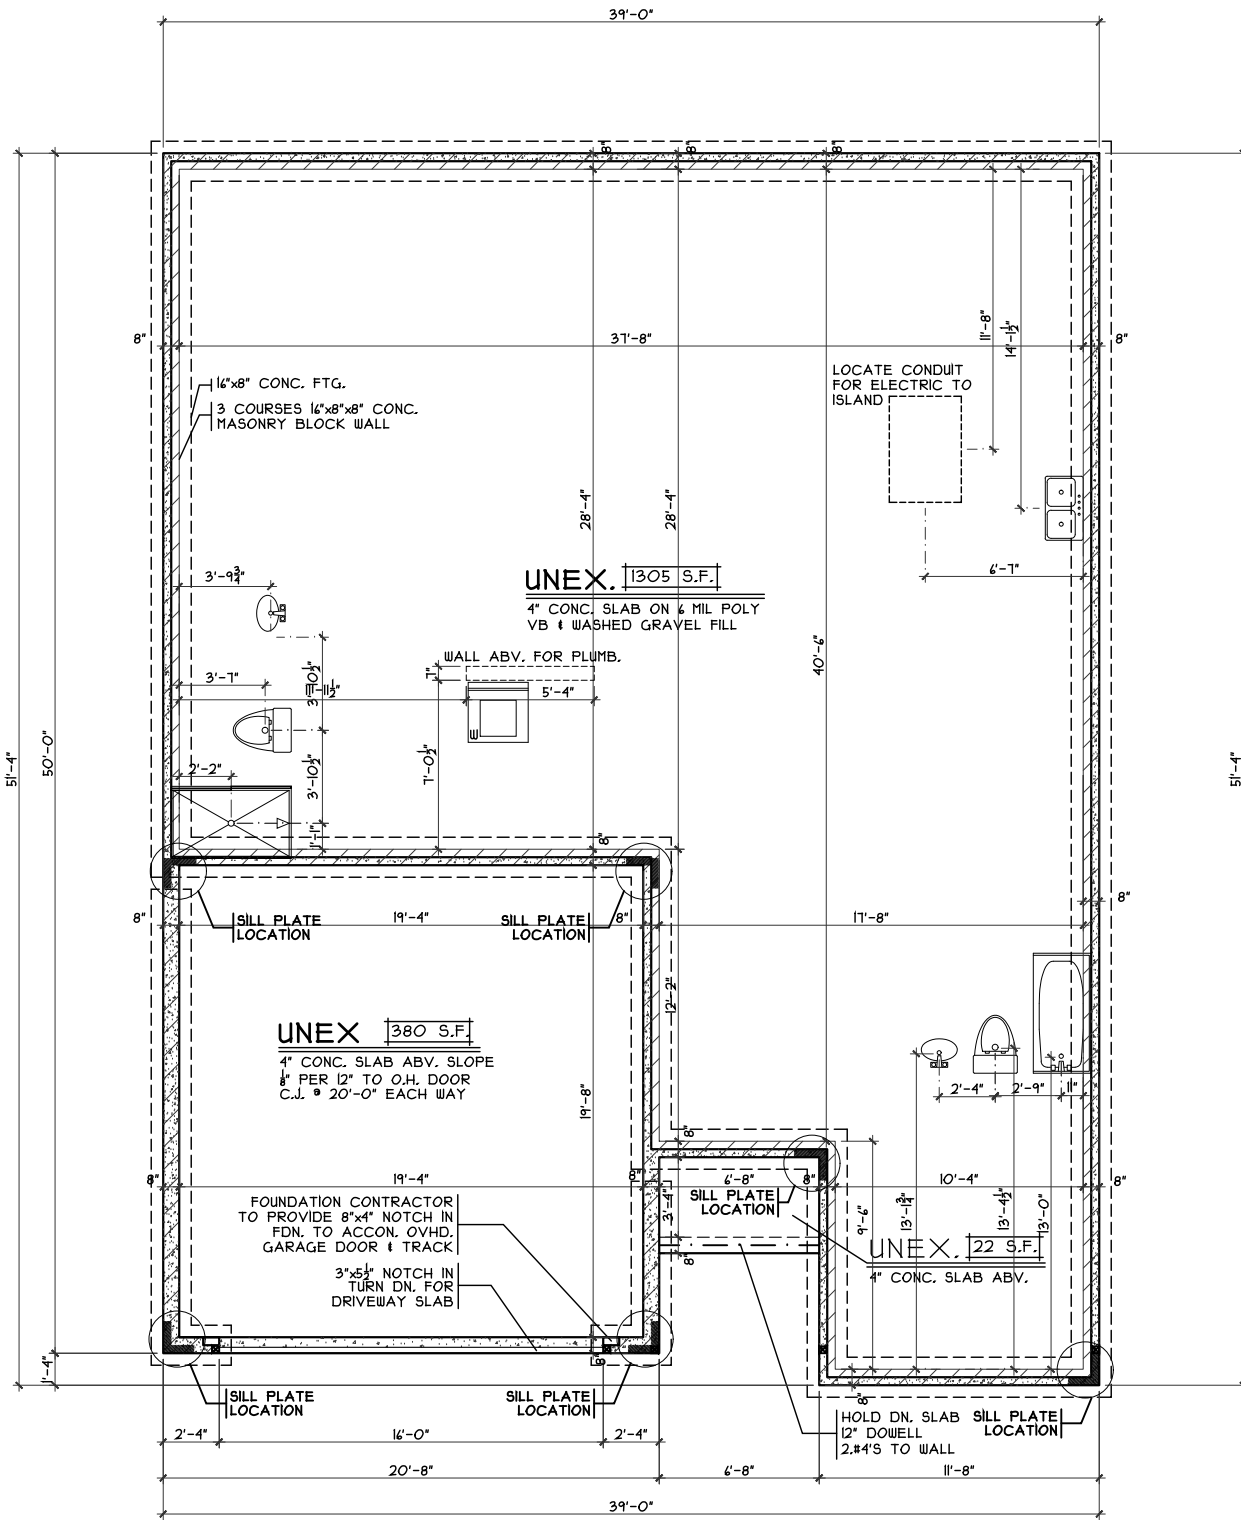 39'-0"
8"
8"
8"
11'-8"
14'-1½"
8"
37'-8"
8"
LOCATE CONDUIT
FOR ELECTRIC TO
ISLAND
16"x8" CONC. FTG.
3 COURSES 16"x8"x8" CONC.
MASONRY BLOCK WALL
28'-4"
28'-4"
3'-9¾"
UNEX. 1305 S.F.
6'-7"
4" CONC. SLAB ON 6 MIL POLY
VB & WASHED GRAVEL FILL
40'-6"
WALL ABV. FOR PLUMB.
3'-7"
7"
5'-4"
W
51'-4"
50'-0"
51'-4"
7'-0½"
2'-2"
3'-10½"
1'-1"
8"
8"
8"
19'-4"
8"
17'-8"
SILL PLATE
LOCATION
SILL PLATE
LOCATION
12'-2"
UNEX 380 S.F.
4" CONC. SLAB ABV. SLOPE
⅛" PER 12" TO O.H. DOOR
C.J. @ 20'-0" EACH WAY
19'-8"
2'-4"
2'-9"
11"
8"
8"
19'-4"
8"
6'-8"
8"
10'-4"
8"
SILL PLATE
LOCATION
FOUNDATION CONTRACTOR
TO PROVIDE 8"x4" NOTCH IN
FDN. TO ACCON. OVHD.
GARAGE DOOR & TRACK
3'-4"
9'-6"
13'-1¾"
13'-4½"
13'-0"
8"
UNEX. 22 S.F.
4" CONC. SLAB ABV.
3"x5½" NOTCH IN
TURN DN. FOR
DRIVEWAY SLAB
1'-4"
8"
8"
SILL PLATE
LOCATION
SILL PLATE
LOCATION
HOLD DN. SLAB
12" DOWELL
2.#4'S TO WALL
SILL PLATE
LOCATION
2'-4"
16'-0"
2'-4"
20'-8"
6'-8"
11'-8"
39'-0"